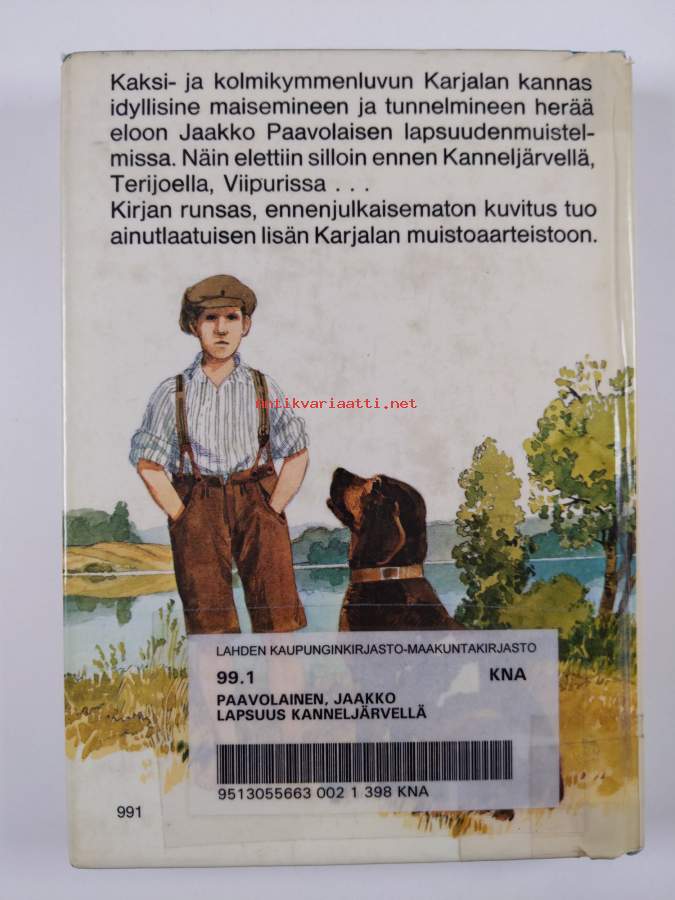 Kaksi- ja kolmikymmenluvun Karjalan kannas
idyllisine maisemineen ja tunnelmineen herää
eloon Jaakko Paavolaisen lapsuudenmuistel-
missa. Näin elettiin silloin ennen Kanneljärvellä,
Terijoella, Viipurissa . . .
Kirjan runsas, ennenjulkaisematon kuvitus tuo
ainutlaatuisen lisän Karjalan muistoaarteistoon.
antikvariaatti.net
LAHDEN KAUPUNGINKIRJASTO-MAAKUNTAKIRJASTO
99.1 KNA
PAAVOLAINEN, JAAKKO
LAPSUUS KANNELJÄRVELLÄ
9513055663 002 1 398 KNA
991